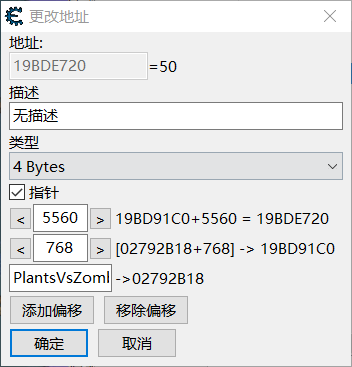 更改地址
地址:
19BDE720 =50
描述
无描述
类型
4 Bytes
指针
< 5560 > 19BD91C0+5560 = 19BDE720
< 768 > [02792B18+768] -> 19BD91C0
PlantsVsZoml ->02792B18
添加偏移 移除偏移
确定 取消